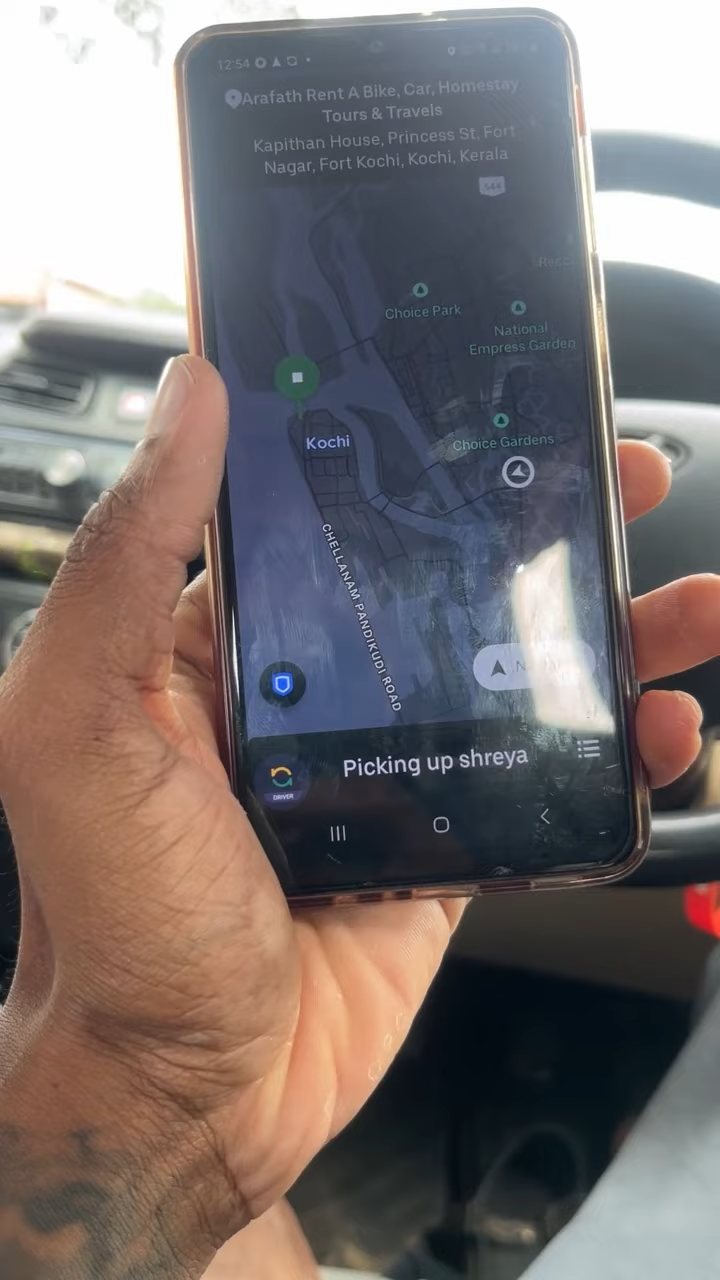 12:54
Arafath Rent A Bike, Car, Homestay
Tours & Travels
Kapithan House, Princess St, Fort
Nagar, Fort Kochi, Kochi, Kerala
544
Choice Park
National
Empress Garden
Choice Gardens
Kochi
CHELLANAM PANDIKUDI ROAD
Picking up shreya
DRIVER